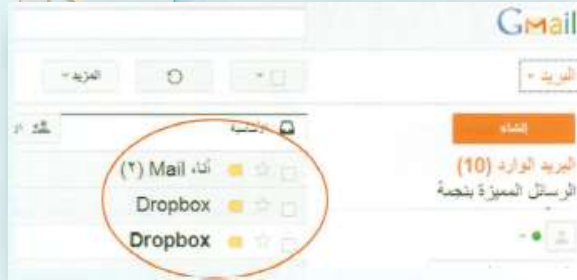 Gmail
البريد
المزيد
إنشاء
الأساسية
البريد الوارد (10)
الرسائل المميزة بنجمة
أنا، Mail (٢)
Dropbox
Dropbox